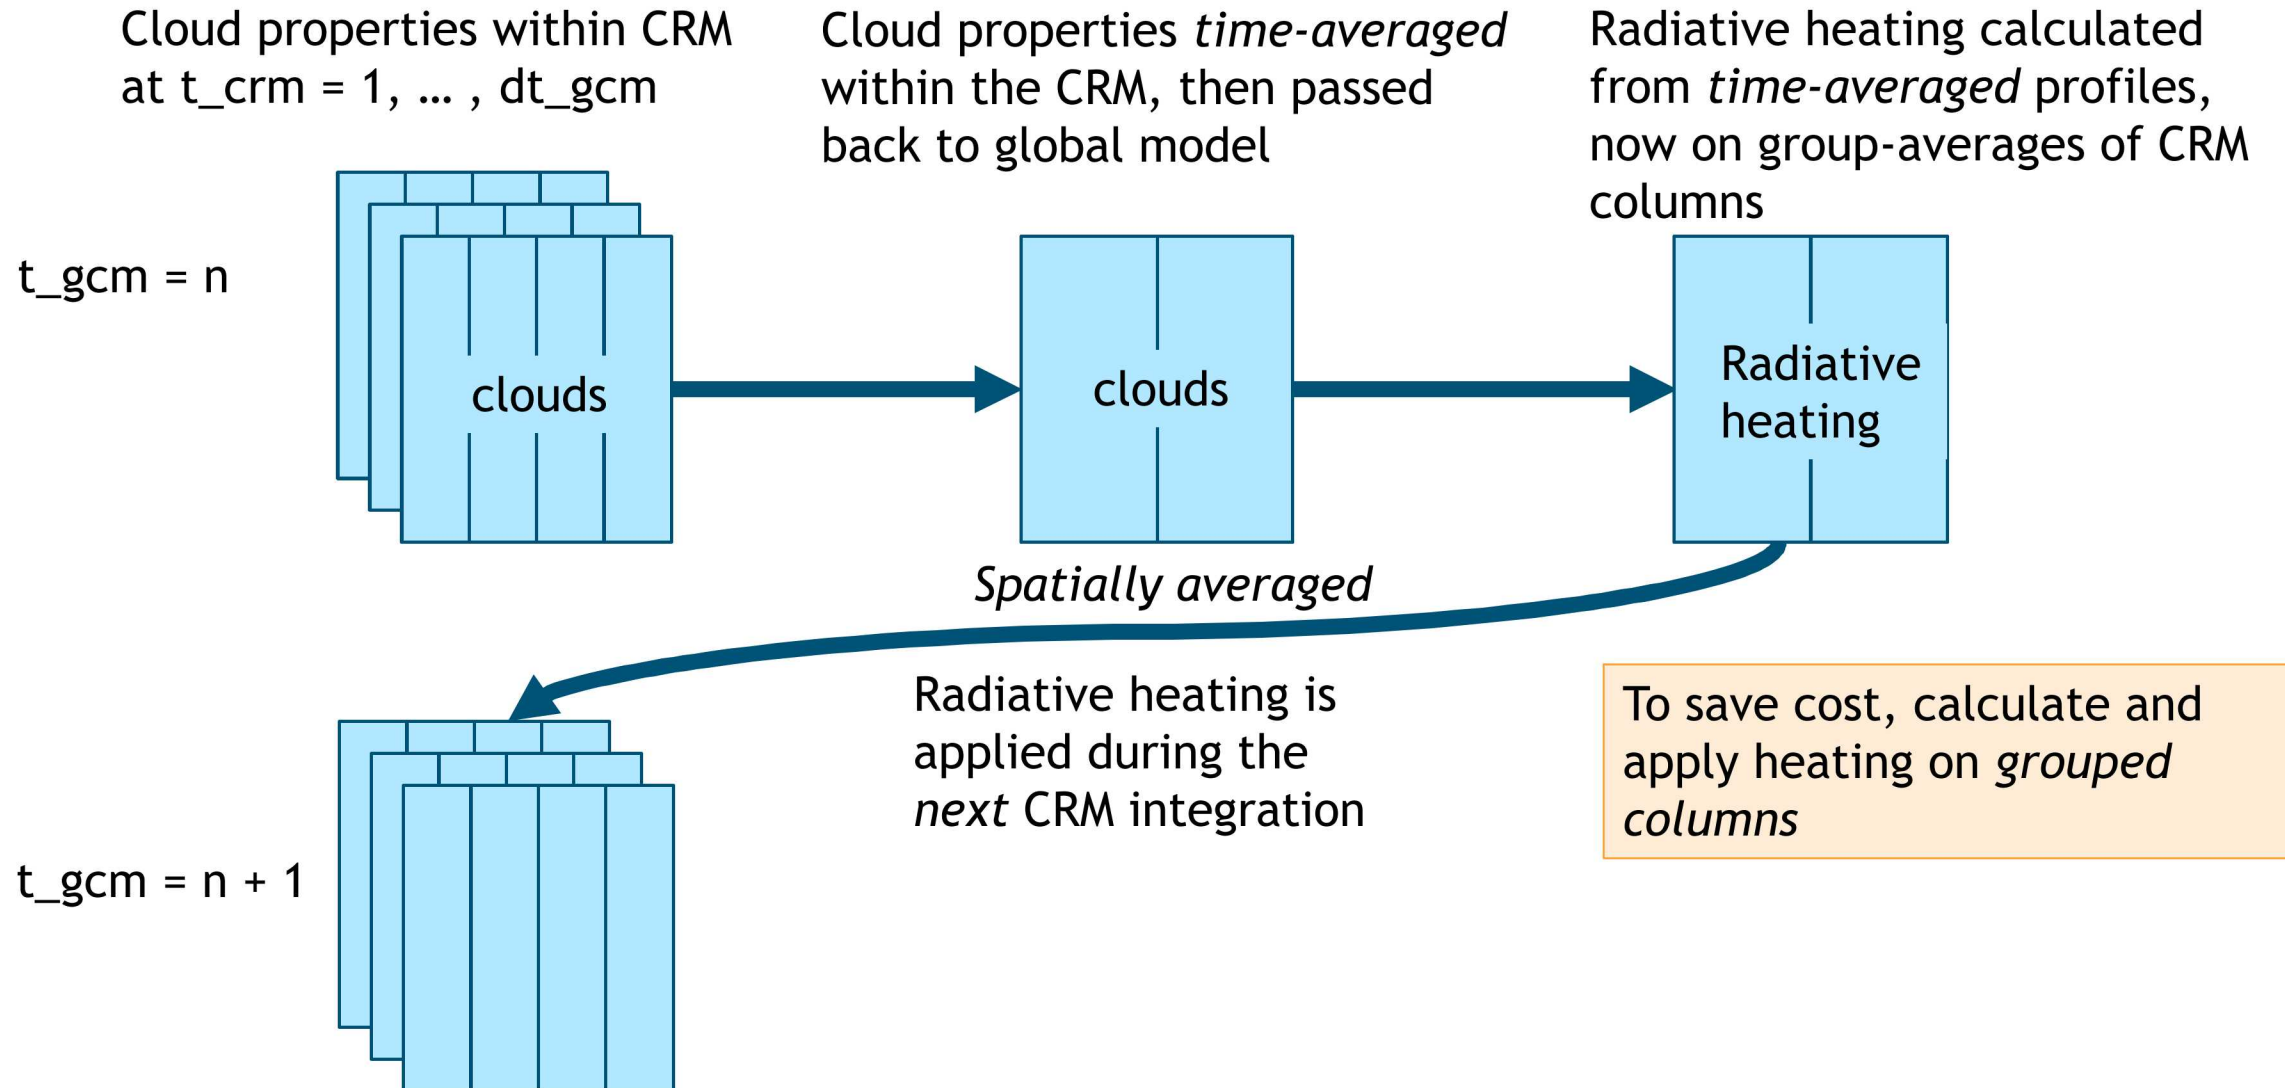 Cloud properties within CRM
at t_crm = 1, … , dt_gcm
Cloud properties time-averaged
within the CRM, then passed
back to global model
Radiative heating calculated
from time-averaged profiles,
now on group-averages of CRM
columns
t_gcm = n
clouds
clouds
Radiative
heating
Spatially averaged
Radiative heating is
applied during the
next CRM integration
To save cost, calculate and
apply heating on grouped
columns
t_gcm = n + 1